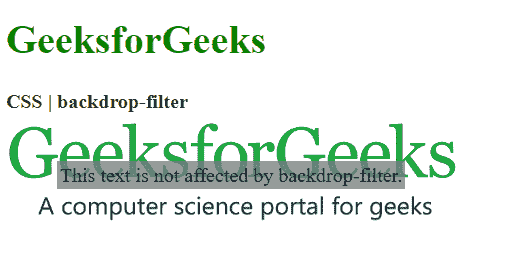 GeeksforGeeks
CSS | backdrop-filter
GeeksforGeeks
This text is not affected by backdrop-filter.
A computer science portal for geeks